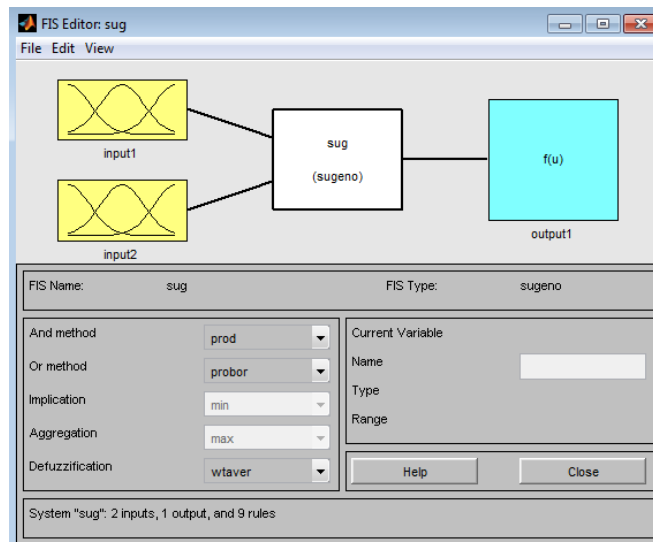 FIS Editor: sug
File Edit View
input1
sug
(sugeno)
f(u)
input2
output1
FIS Name: sug FIS Type: sugeno
And method prod
Or method probor
Implication min
Aggregation max
Defuzzification wtaver
Current Variable
Name
Type
Range
Help Close
System "sug": 2 inputs, 1 output, and 9 rules